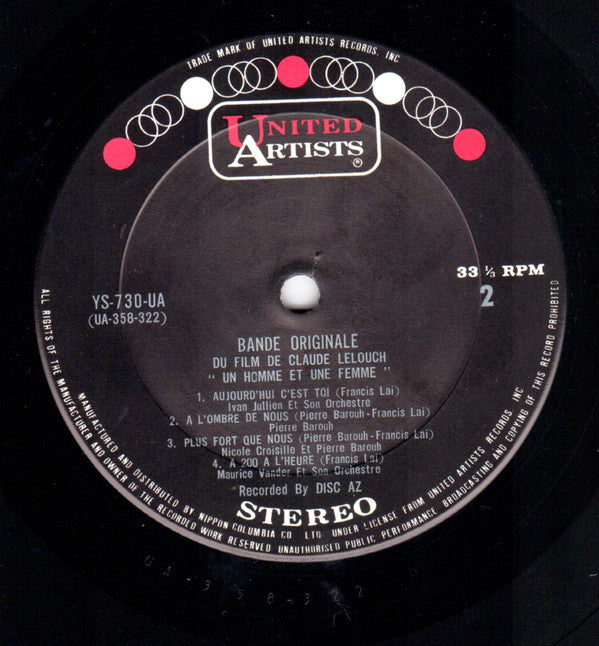 TRADE MARK OF UNITED ARTISTS RECORDS, INC
UNITED
ARTISTS
®
33 ⅓ RPM
YS-730-UA
(UA-358-322)
2
BANDE ORIGINALE
DU FILM DE CLAUDE LELOUCH
" UN HOMME ET UNE FEMME "
1. AUJOURD'HUI C'EST TOI (Francis Lai)
Ivan Jullien Et Son Orchestre
2. A L'OMBRE DE NOUS (Pierre Barouh-Francis Lai)
Pierre Barouh
3. PLUS FORT QUE NOUS (Pierre Barouh-Francis Lai)
Nicole Croisille Et Pierre Barouh
4. A 200 A L'HEURE (Francis Lai)
Maurice Vander Et Son Orchestre
Recorded By DISC AZ
STEREO
MANUFACTURED AND DISTRIBUTED BY NIPPON COLUMBIA CO LTD. UNDER LICENSE FROM UNITED ARTISTS RECORDS INC
ALL RIGHTS OF THE MANUFACTURER AND OWNER OF THE RECORDED WORK RESERVED UNAUTHORISED PUBLIC PERFORMANCE, BROADCASTING AND COPYING OF THIS RECORD PROHIBITED
UA-358-322